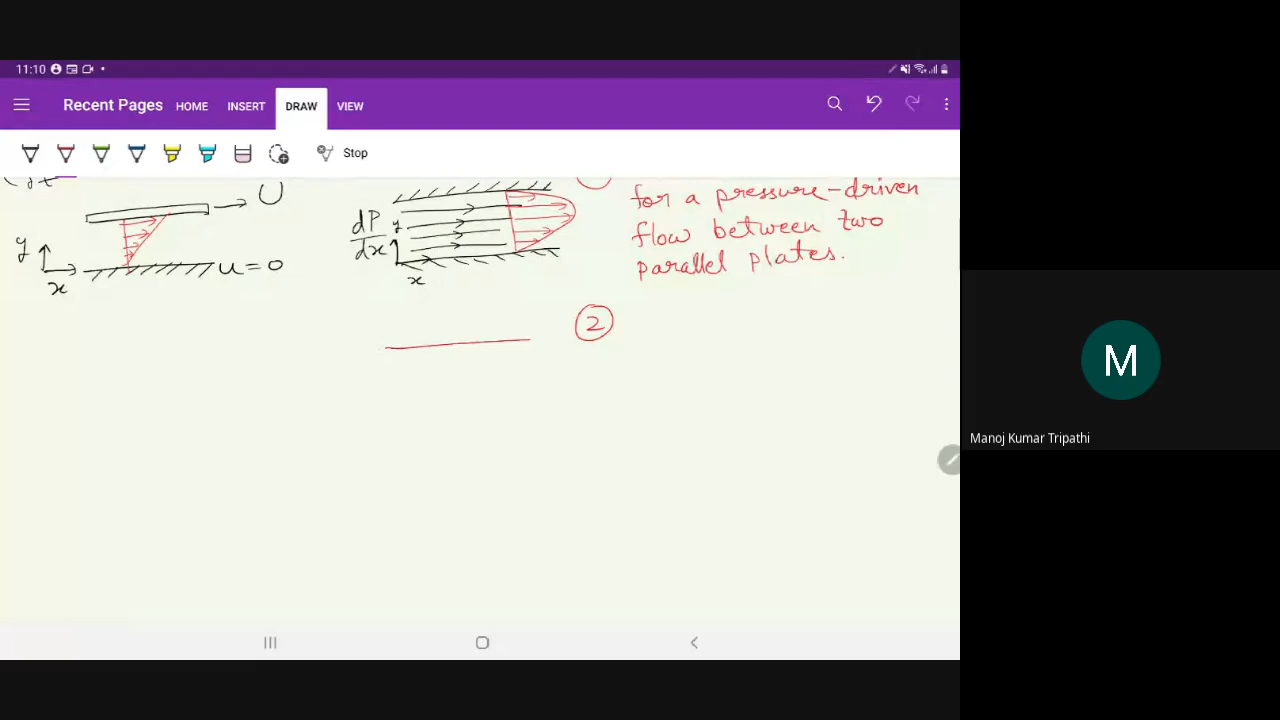 11:10
Recent Pages HOME INSERT DRAW VIEW
Stop
U
y
x
u = 0
dP
dx
y
x
for a pressure-driven
flow between two
parallel plates.
2
M
Manoj Kumar Tripathi